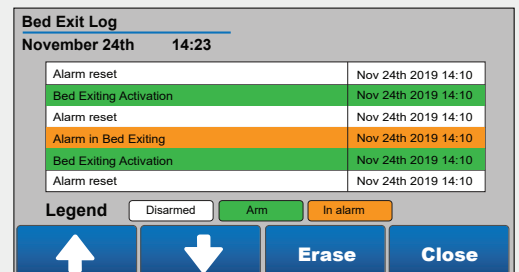 Bed Exit Log
November 24th 14:23
Alarm reset Nov 24th 2019 14:10
Bed Exiting Activation Nov 24th 2019 14:10
Alarm reset Nov 24th 2019 14:10
Alarm in Bed Exiting Nov 24th 2019 14:10
Bed Exiting Activation Nov 24th 2019 14:10
Alarm reset Nov 24th 2019 14:10
Legend Disarmed Arm In alarm
Erase Close